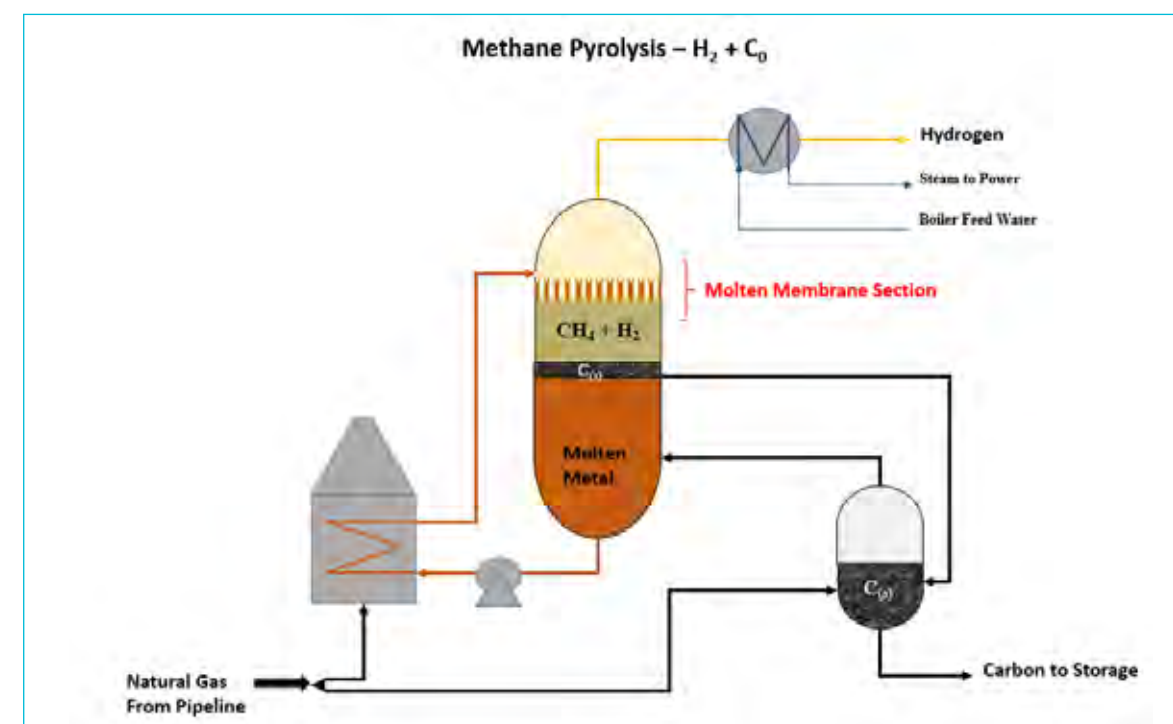 Methane Pyrolysis – H₂ + C₀
Hydrogen
Steam to Power
Boiler Feed Water
Molten Membrane Section
CH₄ + H₂
C₍ₛ₎
Molten
Metal
C₍ₛ₎
Natural Gas
From Pipeline
Carbon to Storage